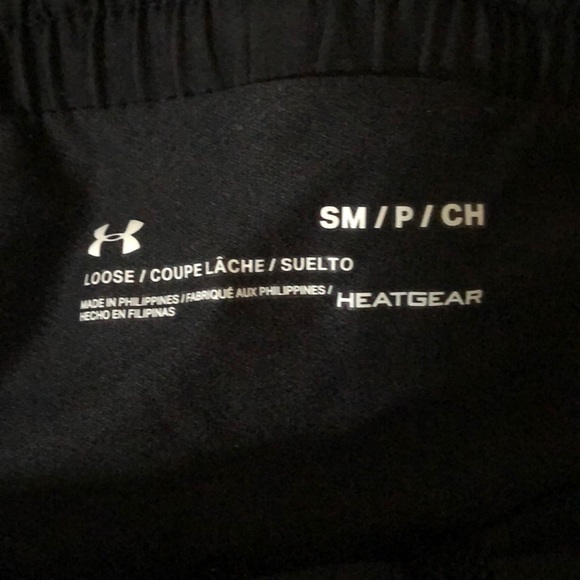 SM / P / CH
LOOSE / COUPE LÂCHE / SUELTO
MADE IN PHILIPPINES / FABRIQUÉ AUX PHILIPPINES /
HECHO EN FILIPINAS
HEATGEAR